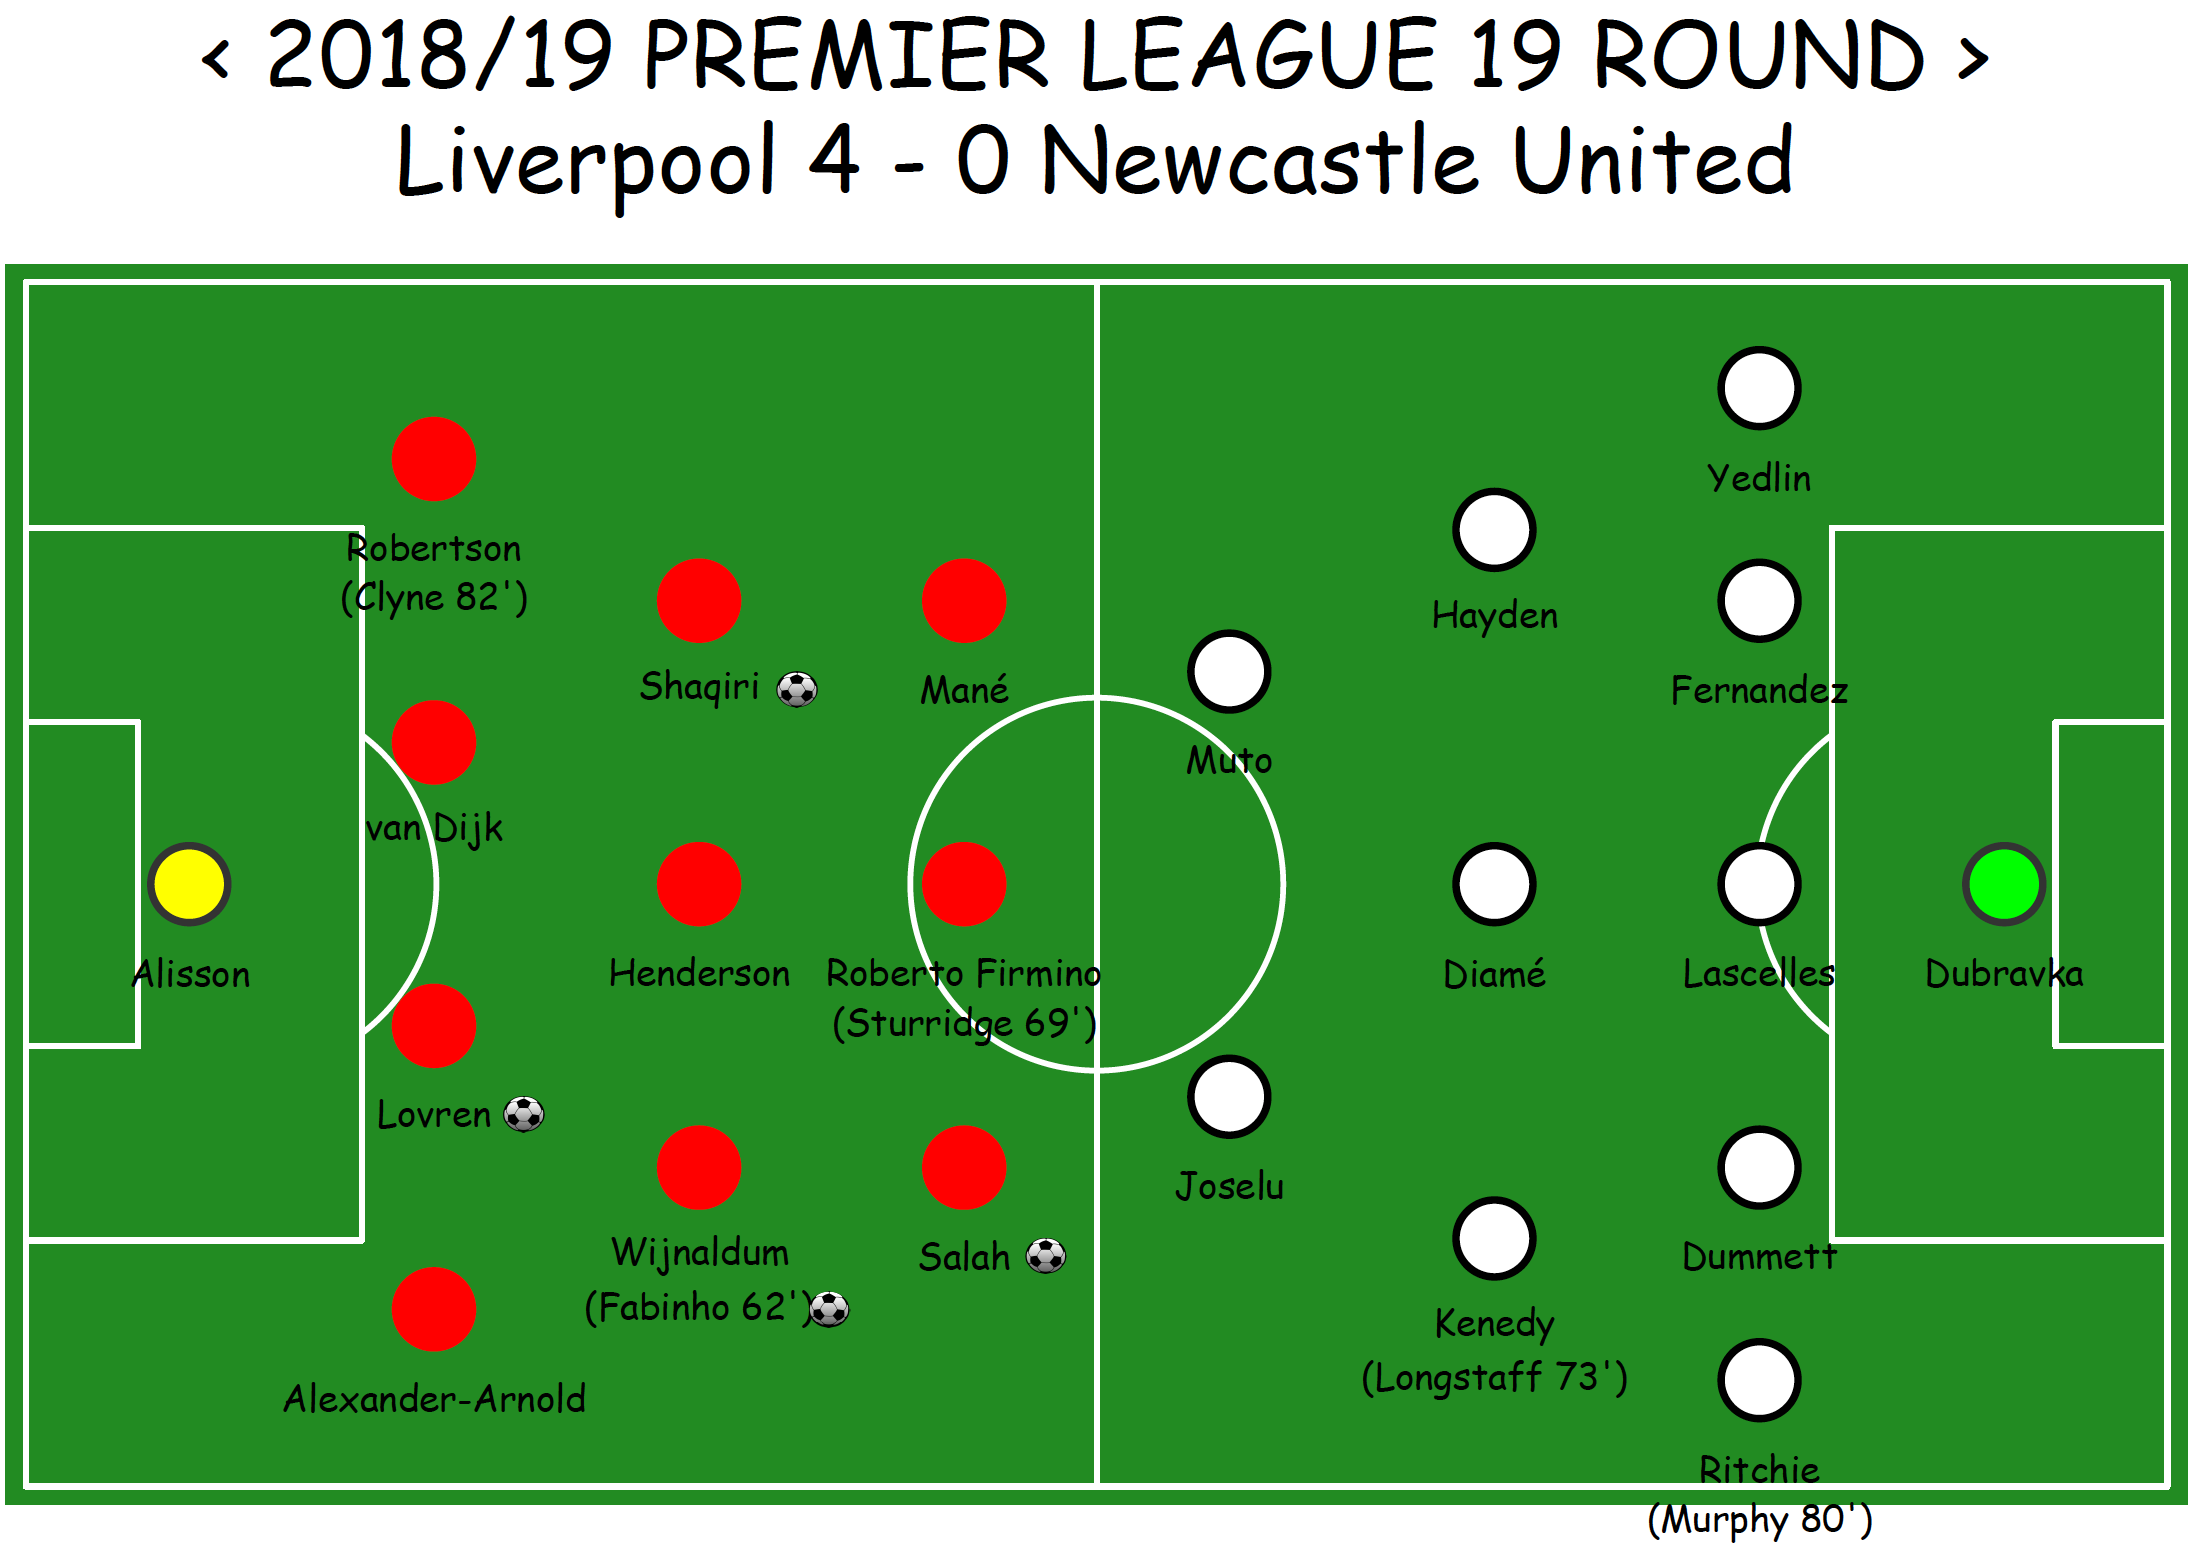 < 2018/19 PREMIER LEAGUE 19 ROUND >
Liverpool 4 - 0 Newcastle United
Robertson
(Clyne 82')
van Dijk
Alisson
Lovren
Alexander-Arnold
Shaqiri
Henderson
Wijnaldum
(Fabinho 62')
Mané
Roberto Firmino
(Sturridge 69')
Salah
Muto
Joselu
Hayden
Diamé
Kenedy
(Longstaff 73')
Yedlin
Fernandez
Lascelles
Dummett
Ritchie
(Murphy 80')
Dubravka